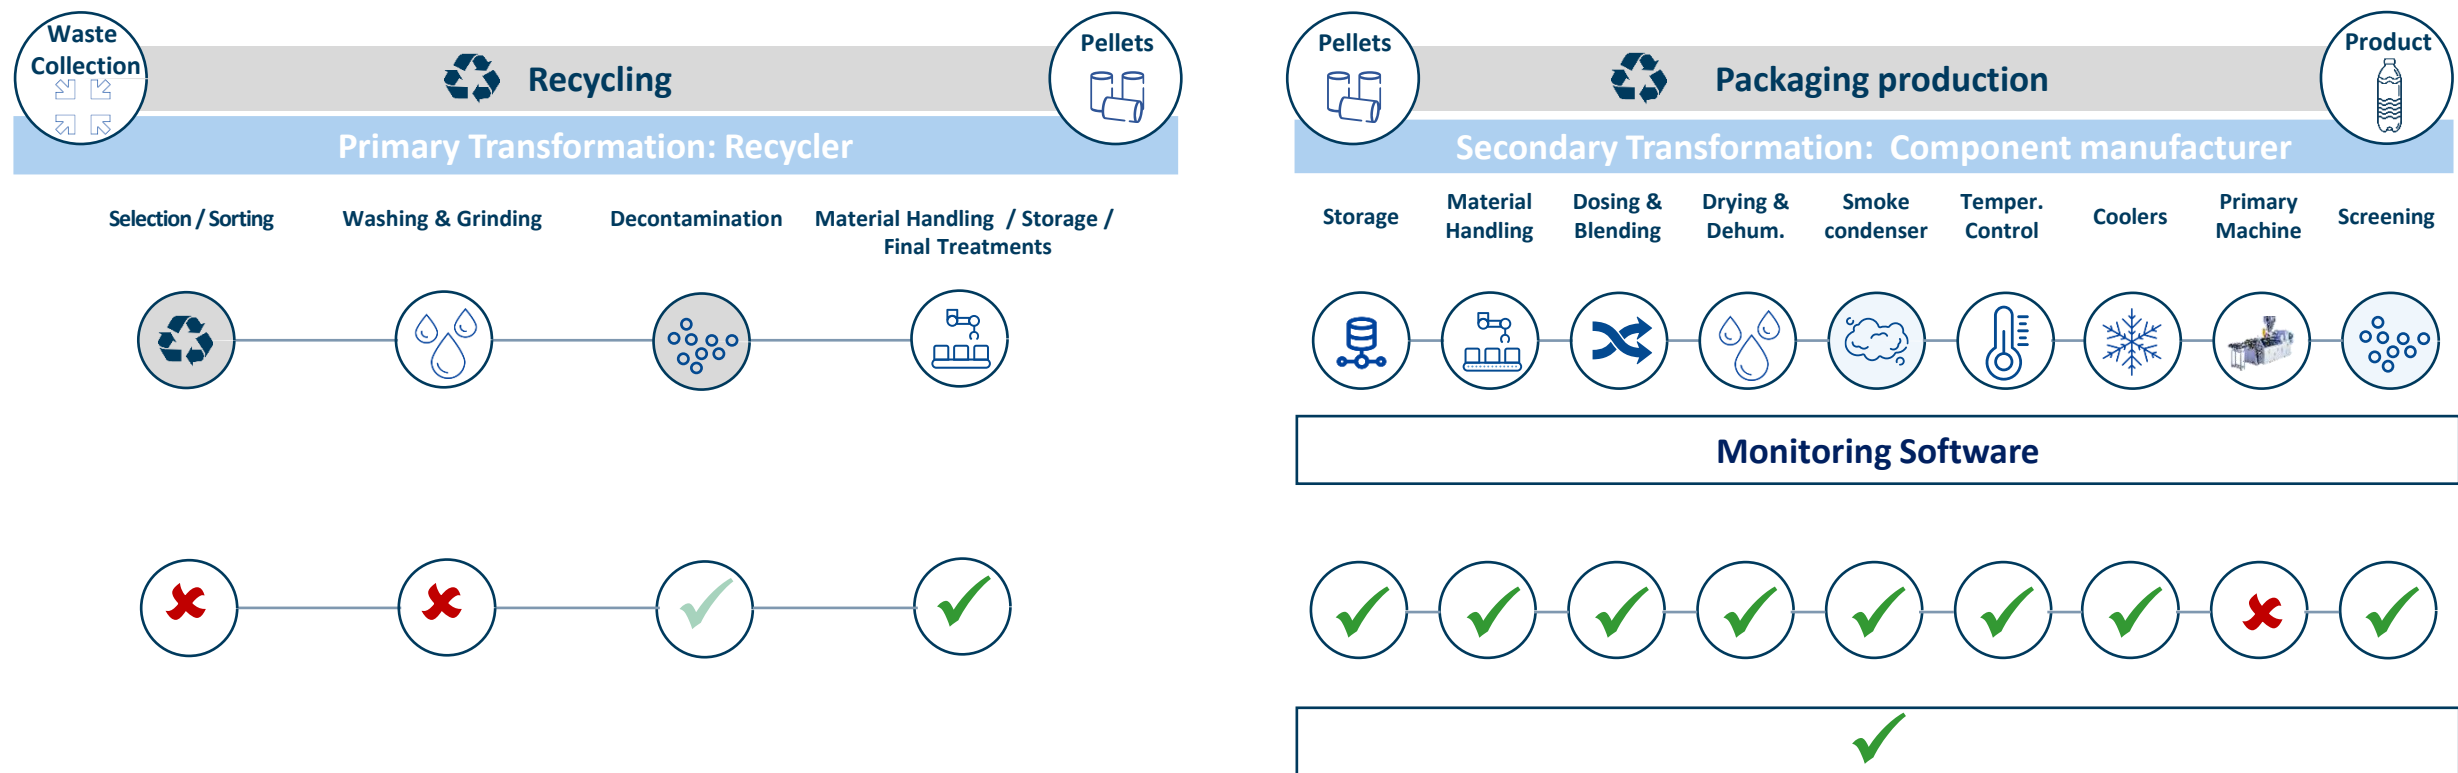 Waste
Collection
Recycling
Pellets
Primary Transformation: Recycler
Selection / Sorting
Washing & Grinding
Decontamination
Material Handling / Storage /
Final Treatments
Pellets
Packaging production
Product
Secondary Transformation: Component manufacturer
Storage
Material
Handling
Dosing &
Blending
Drying &
Dehum.
Smoke
condenser
Temper.
Control
Coolers
Primary
Machine
Screening
Monitoring Software